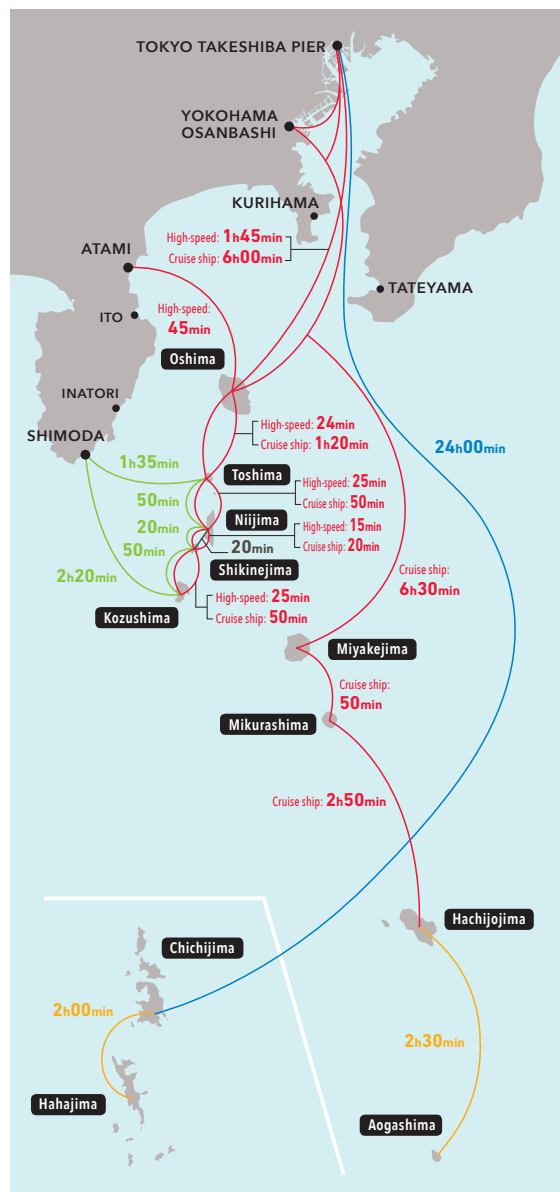 TOKYO TAKESHIBA PIER
YOKOHAMA
OSANBASHI
KURIHAMA
High-speed: 1h45min
Cruise ship: 6h00min
ATAMI
TATEYAMA
ITO
High-speed:
45min
Oshima
INATORI
High-speed: 24min
Cruise ship: 1h20min
SHIMODA
24h00min
1h35min
Toshima
High-speed: 25min
Cruise ship: 50min
50min
Niijima
20min
High-speed: 15min
Cruise ship: 20min
20min
50min
Shikinejima
2h20min
Cruise ship:
6h30min
High-speed: 25min
Cruise ship: 50min
Kozushima
Miyakejima
Cruise ship:
50min
Mikurashima
Cruise ship: 2h50min
Hachijojima
Chichijima
2h00min
2h30min
Hahajima
Aogashima